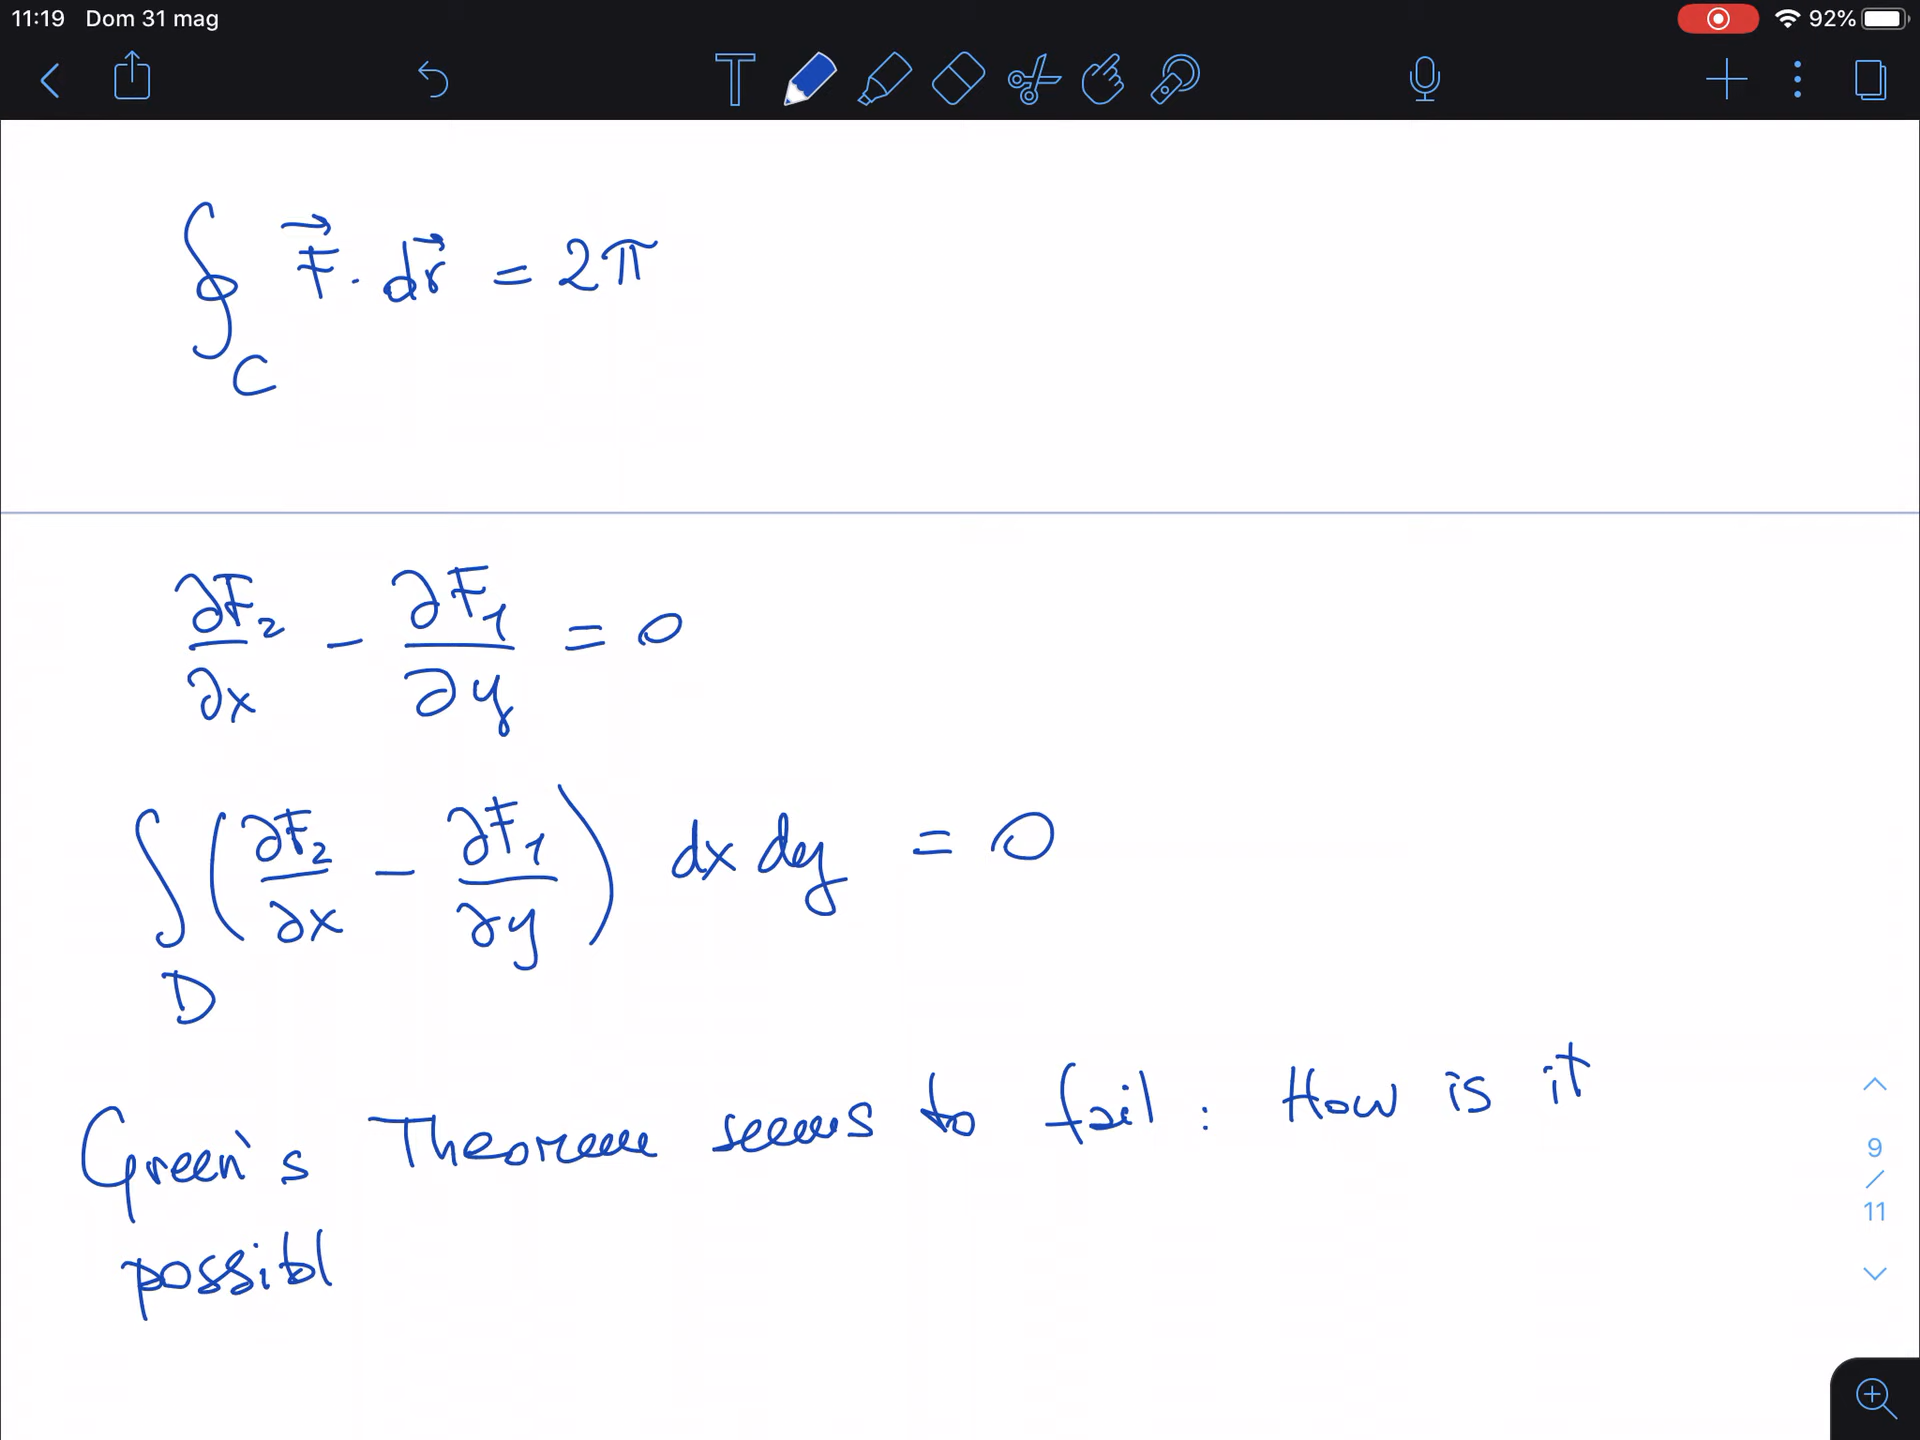 11:19 Dom 31 mag 92%
T
∮_C F⃗ · dr⃗ = 2π
∂F₂/∂x - ∂F₁/∂y = 0
∫_D (∂F₂/∂x - ∂F₁/∂y) dx dy = 0
Green's Theorem seems to fail : How is it
possibl
9
/
11